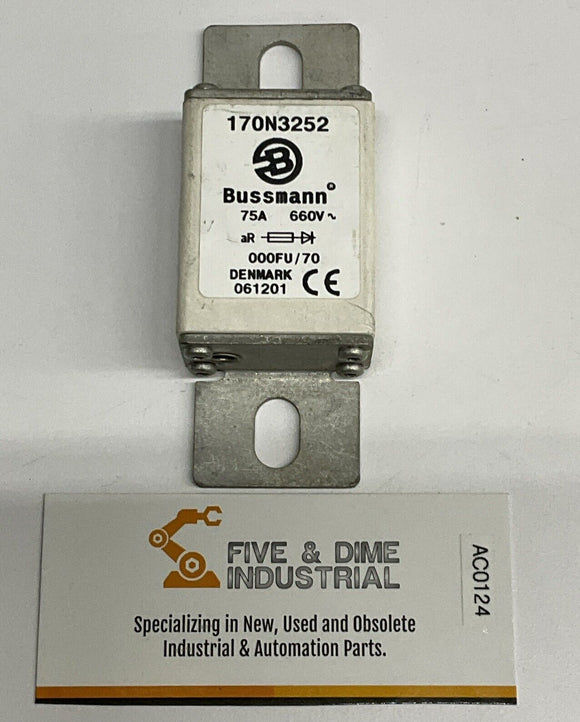 170N3252
B
Bussmann®
75A 660V~
aR
000FU/70
DENMARK
061201 CE
FIVE & DIME
INDUSTRIAL
AC0124
Specializing in New, Used and Obsolete
Industrial & Automation Parts.